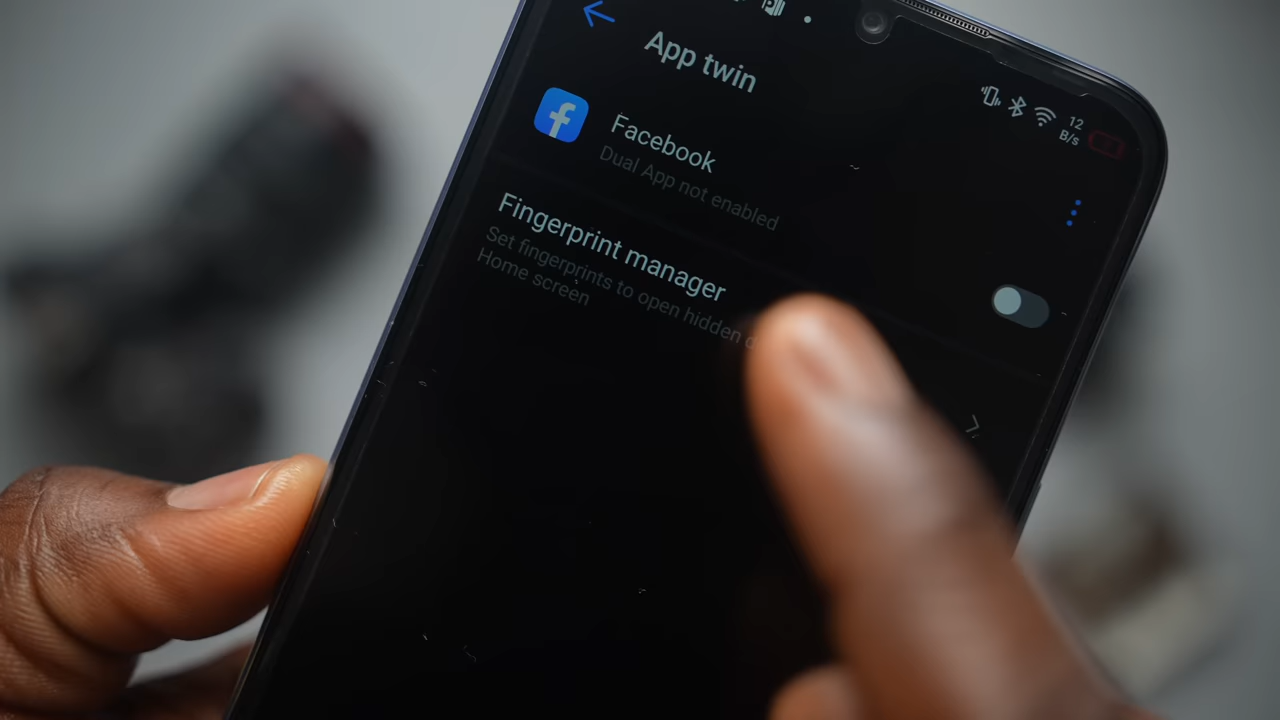 12
B/s
App twin
Facebook
Dual App not enabled
Fingerprint manager
Set fingerprints to open hidden
Home screen